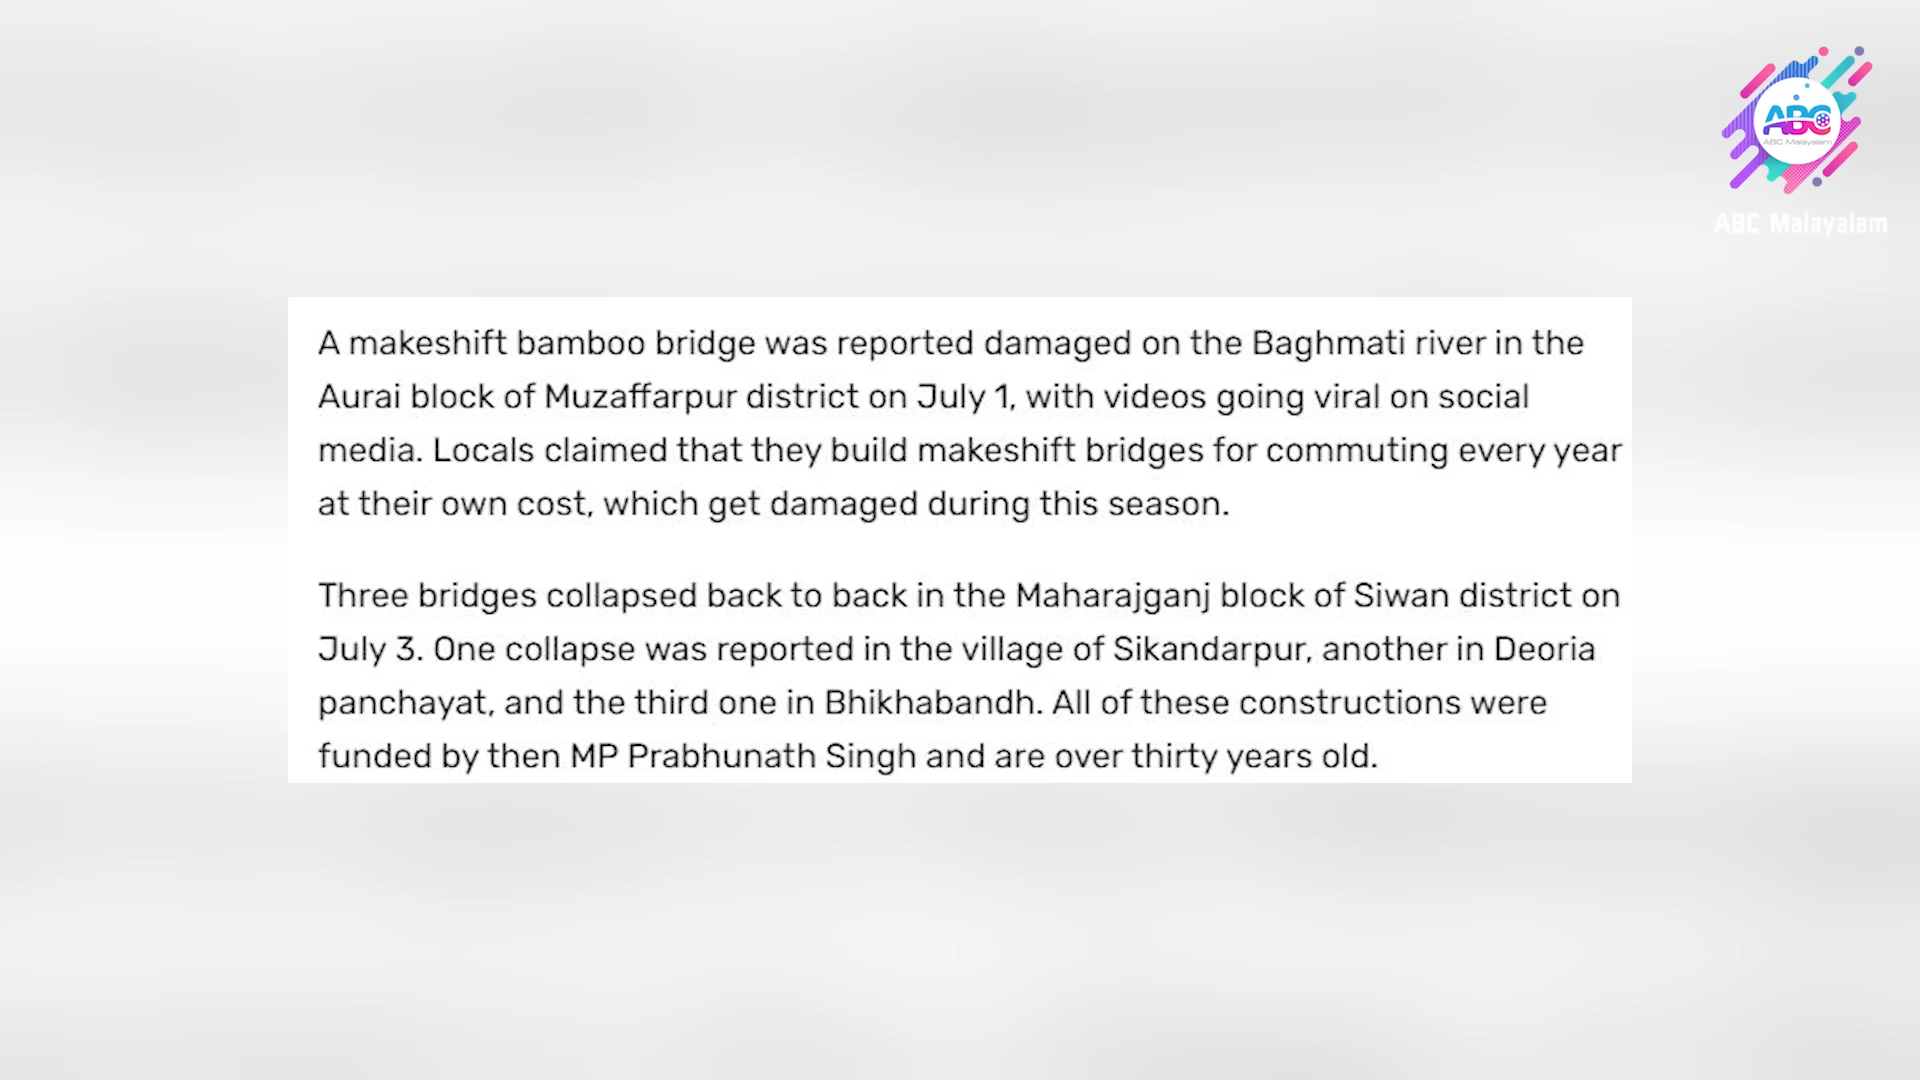 ABC
ABC Malayalam
ABC Malayalam
A makeshift bamboo bridge was reported damaged on the Baghmati river in the
Aurai block of Muzaffarpur district on July 1, with videos going viral on social
media. Locals claimed that they build makeshift bridges for commuting every year
at their own cost, which get damaged during this season.
Three bridges collapsed back to back in the Maharajganj block of Siwan district on
July 3. One collapse was reported in the village of Sikandarpur, another in Deoria
panchayat, and the third one in Bhikhabandh. All of these constructions were
funded by then MP Prabhunath Singh and are over thirty years old.